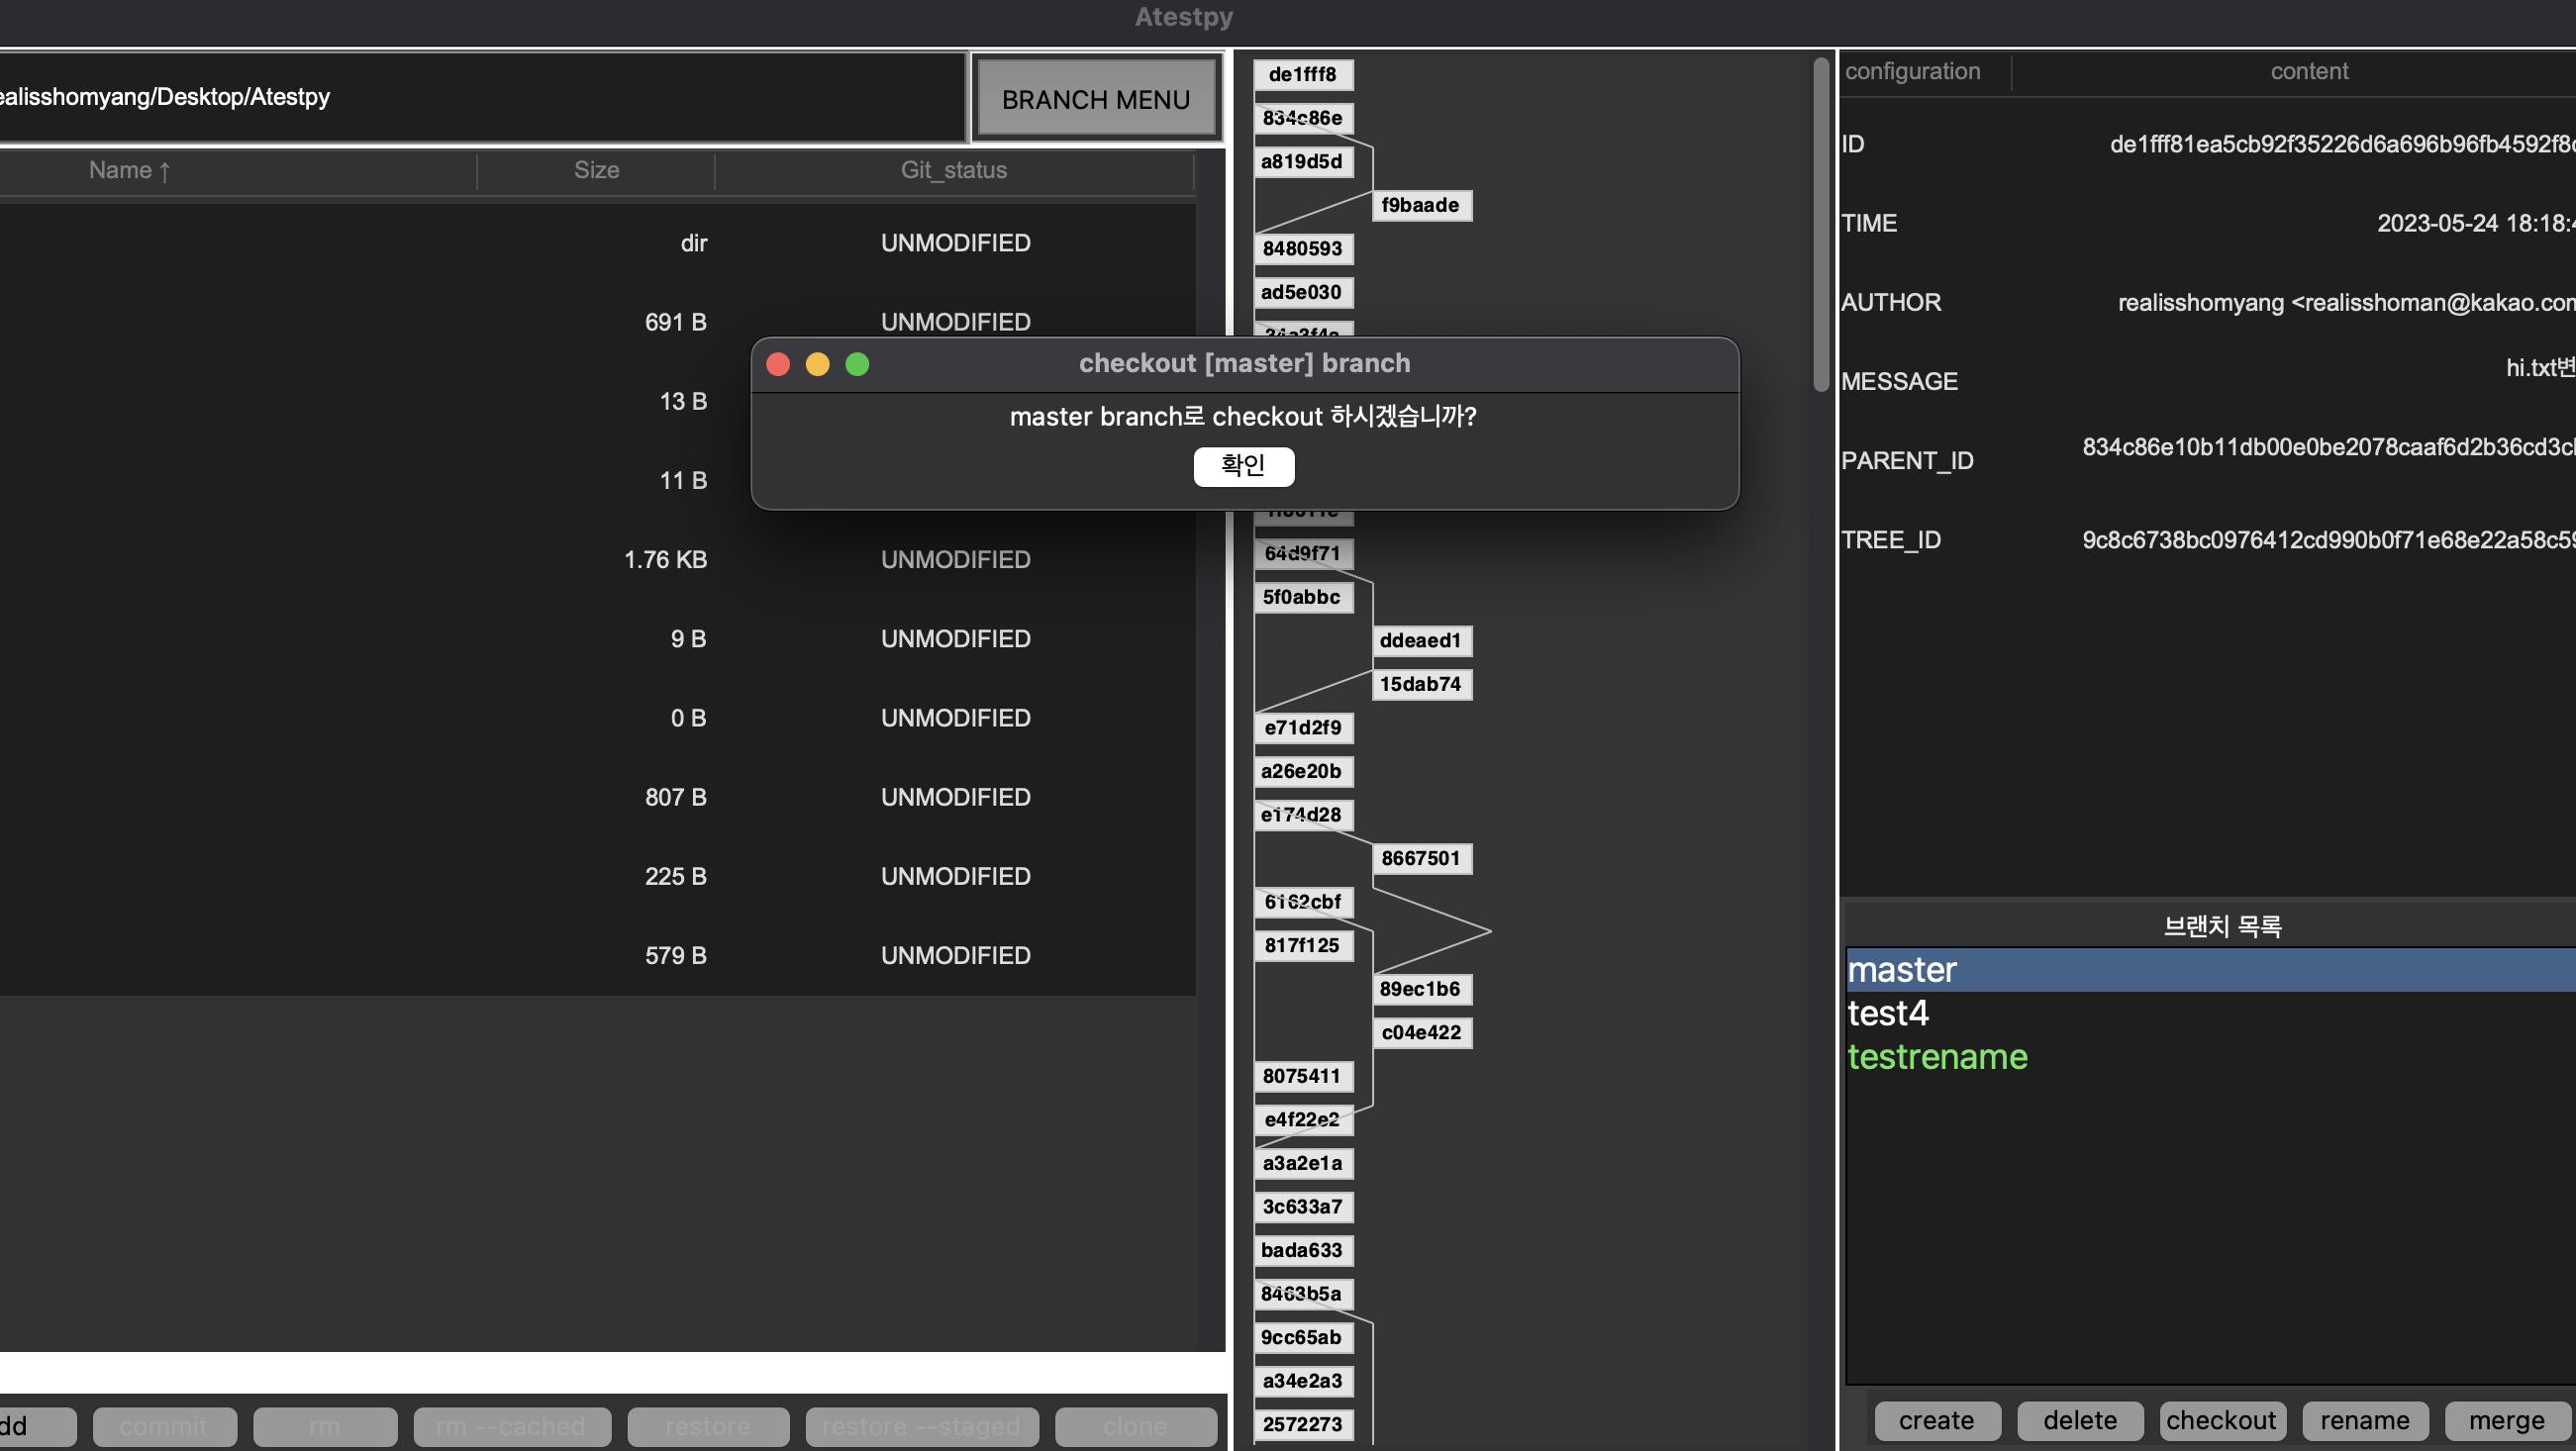 Atestpy
ealisshomyang/Desktop/Atestpy
BRANCH MENU
Name ↑ Size Git_status
dir UNMODIFIED
691 B UNMODIFIED
13 B
11 B
1.76 KB UNMODIFIED
9 B UNMODIFIED
0 B UNMODIFIED
807 B UNMODIFIED
225 B UNMODIFIED
579 B UNMODIFIED
dd commit rm rm --cached restore restore --staged clone
de1fff8
834c86e
a819d5d
f9baade
8480593
ad5e030
checkout [master] branch
master branch로 checkout 하시겠습니까?
확인
64d9f71
5f0abbc
ddeaed1
15dab74
e71d2f9
a26e20b
e174d28
8667501
6162cbf
817f125
89ec1b6
c04e422
8075411
e4f22e2
a3a2e1a
3c633a7
bada633
8463b5a
9cc65ab
a34e2a3
2572273
configuration content
ID de1fff81ea5cb92f35226d6a696b96fb4592f8
TIME 2023-05-24 18:18:
AUTHOR realisshomyang <realisshoman@kakao.com
MESSAGE hi.txt변
PARENT_ID 834c86e10b11db00e0be2078caaf6d2b36cd3c
TREE_ID 9c8c6738bc0976412cd990b0f71e68e22a58c59
브랜치 목록
master
test4
testrename
create delete checkout rename merge